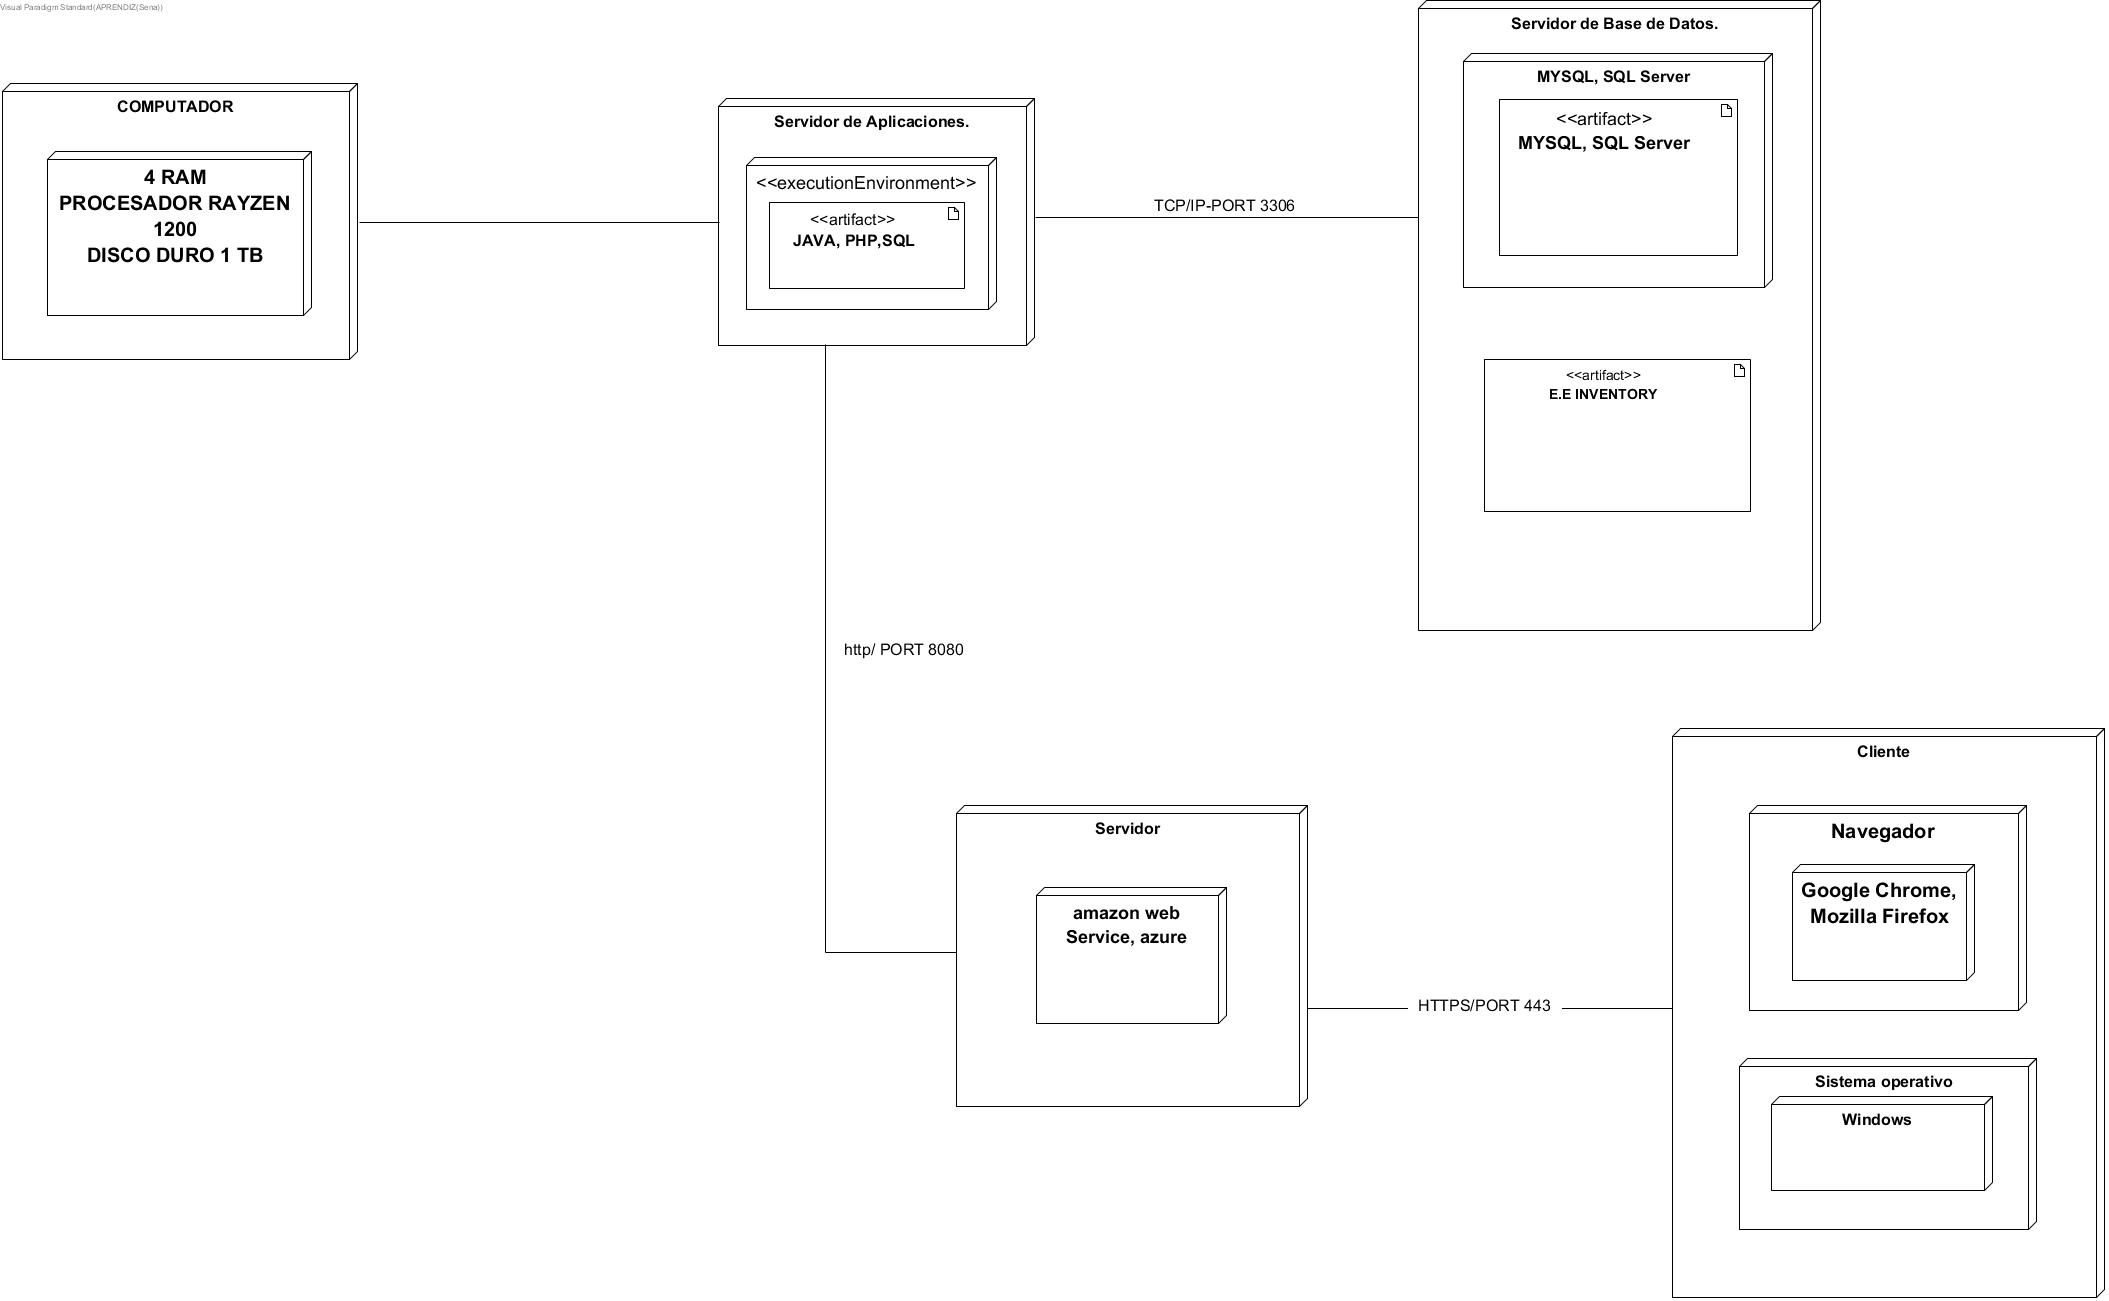 Visual Paradigm Standard(APRENDIZ(Sena))
COMPUTADOR
4 RAM
PROCESADOR RAYZEN
1200
DISCO DURO 1 TB
Servidor de Aplicaciones.
<<executionEnvironment>>
<<artifact>>
JAVA, PHP,SQL
TCP/IP-PORT 3306
Servidor de Base de Datos.
MYSQL, SQL Server
<<artifact>>
MYSQL, SQL Server
<<artifact>>
E.E INVENTORY
http/ PORT 8080
Servidor
amazon web
Service, azure
HTTPS/PORT 443
Cliente
Navegador
Google Chrome,
Mozilla Firefox
Sistema operativo
Windows